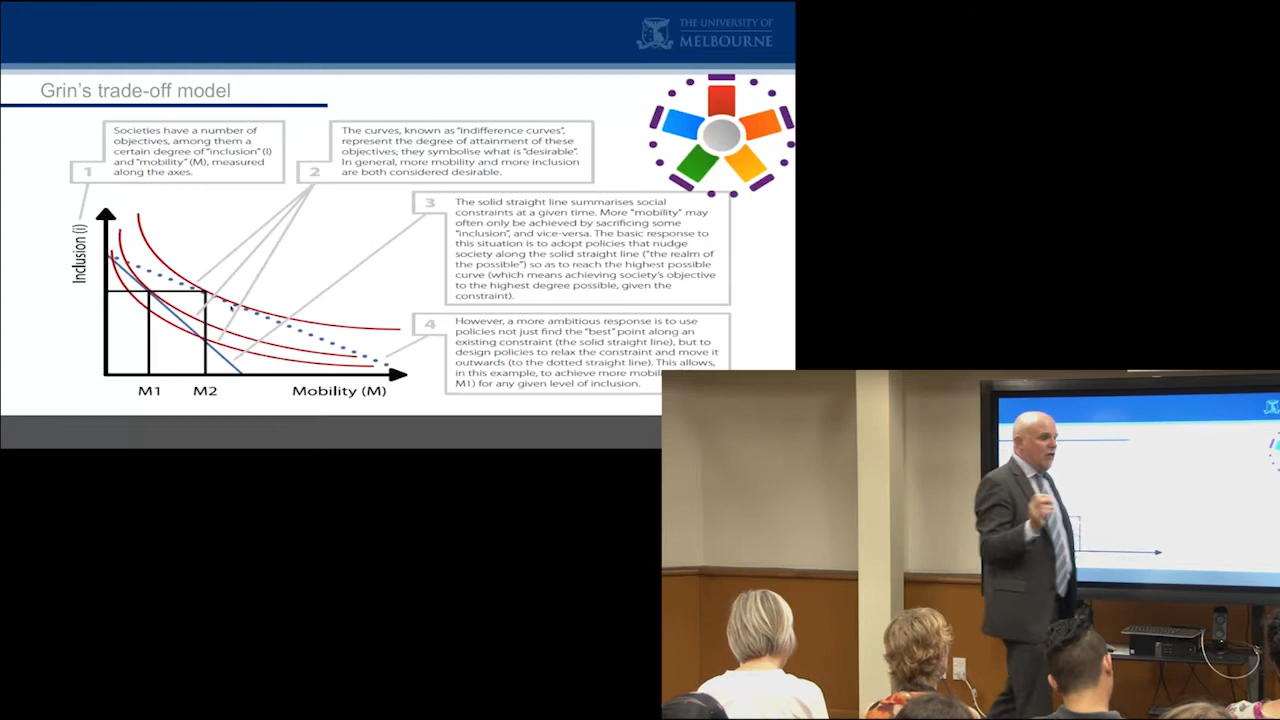 THE UNIVERSITY OF
MELBOURNE
Grin's trade-off model
Societies have a number of
objectives, among them a
certain degree of "inclusion" (I)
and "mobility" (M), measured
along the axes.
1
The curves, known as "indifference curves",
represent the degree of attainment of these
objectives; they symbolise what is "desirable".
In general, more mobility and more inclusion
are both considered desirable.
2
3
The solid straight line summarises social
constraints at a given time. More "mobility" may
often only be achieved by sacrificing some
"inclusion", and vice-versa. The basic response to
this situation is to adopt policies that nudge
society along the solid straight line ("the realm of
the possible") so as to reach the highest possible
curve (which means achieving society's objective
to the highest degree possible, given the
constraint).
4
However, a more ambitious response is to use
policies not just find the "best" point along an
existing constraint (the solid straight line), but to
design policies to relax the constraint and move it
outwards (to the dotted straight line). This allows,
in this example, to achieve more
M1) for any given level of inclusion.
Inclusion (i)
M1 M2 Mobility (M)